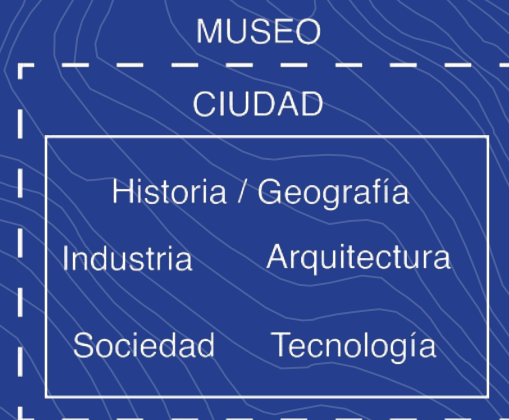 MUSEO
CIUDAD
Historia / Geografía
Industria Arquitectura
Sociedad Tecnología